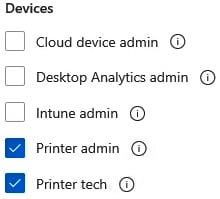 Devices
Cloud device admin
Desktop Analytics admin
Intune admin
Printer admin
Printer tech